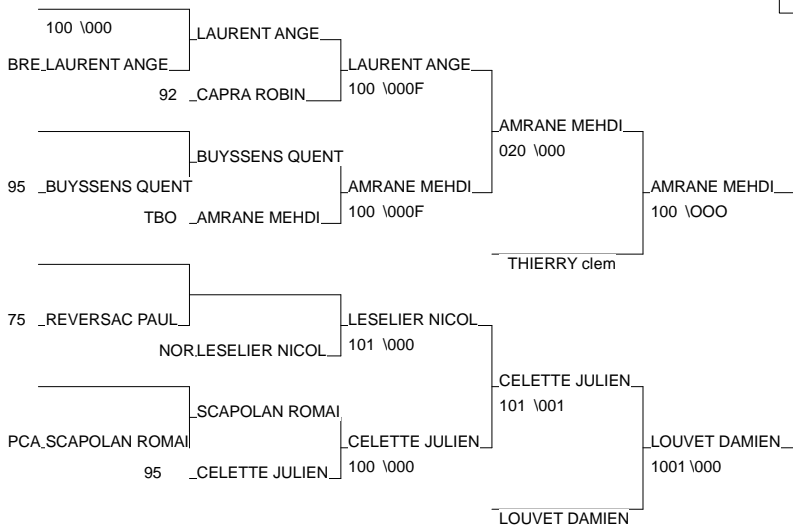 100 \000
LAURENT ANGE
BRE LAURENT ANGE
LAURENT ANGE
92 CAPRA ROBIN
100 \000F
AMRANE MEHDI
020 \000
BUYSSENS QUENT
95 BUYSSENS QUENT
AMRANE MEHDI
AMRANE MEHDI
TBO AMRANE MEHDI
100 \000F
100 \OOO
THIERRY clem
75 REVERSAC PAUL
LESELIER NICOL
NOR LESELIER NICOL
101 \000
CELETTE JULIEN
101 \001
SCAPOLAN ROMAI
PCA SCAPOLAN ROMAI
CELETTE JULIEN
LOUVET DAMIEN
95 CELETTE JULIEN
100 \000
1001 \000
LOUVET DAMIEN